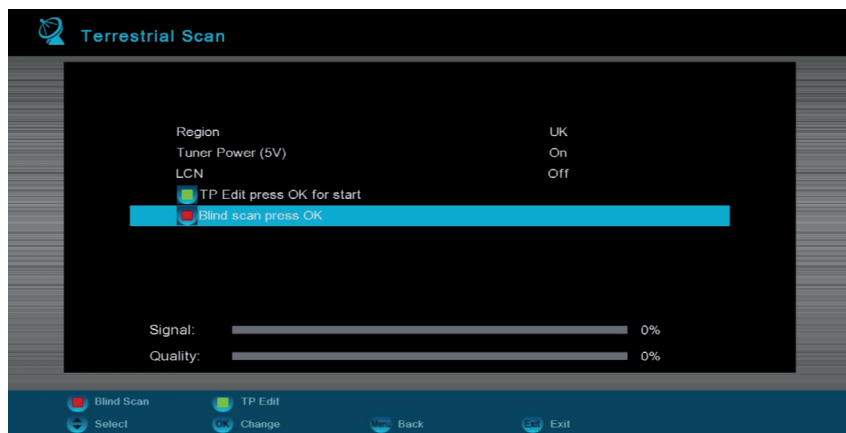 Terrestrial Scan
Region UK
Tuner Power (5V) On
LCN Off
TP Edit press OK for start
Blind scan press OK
Signal: 0%
Quality: 0%
Blind Scan TP Edit
Select OK Change Menu Back Exit Exit